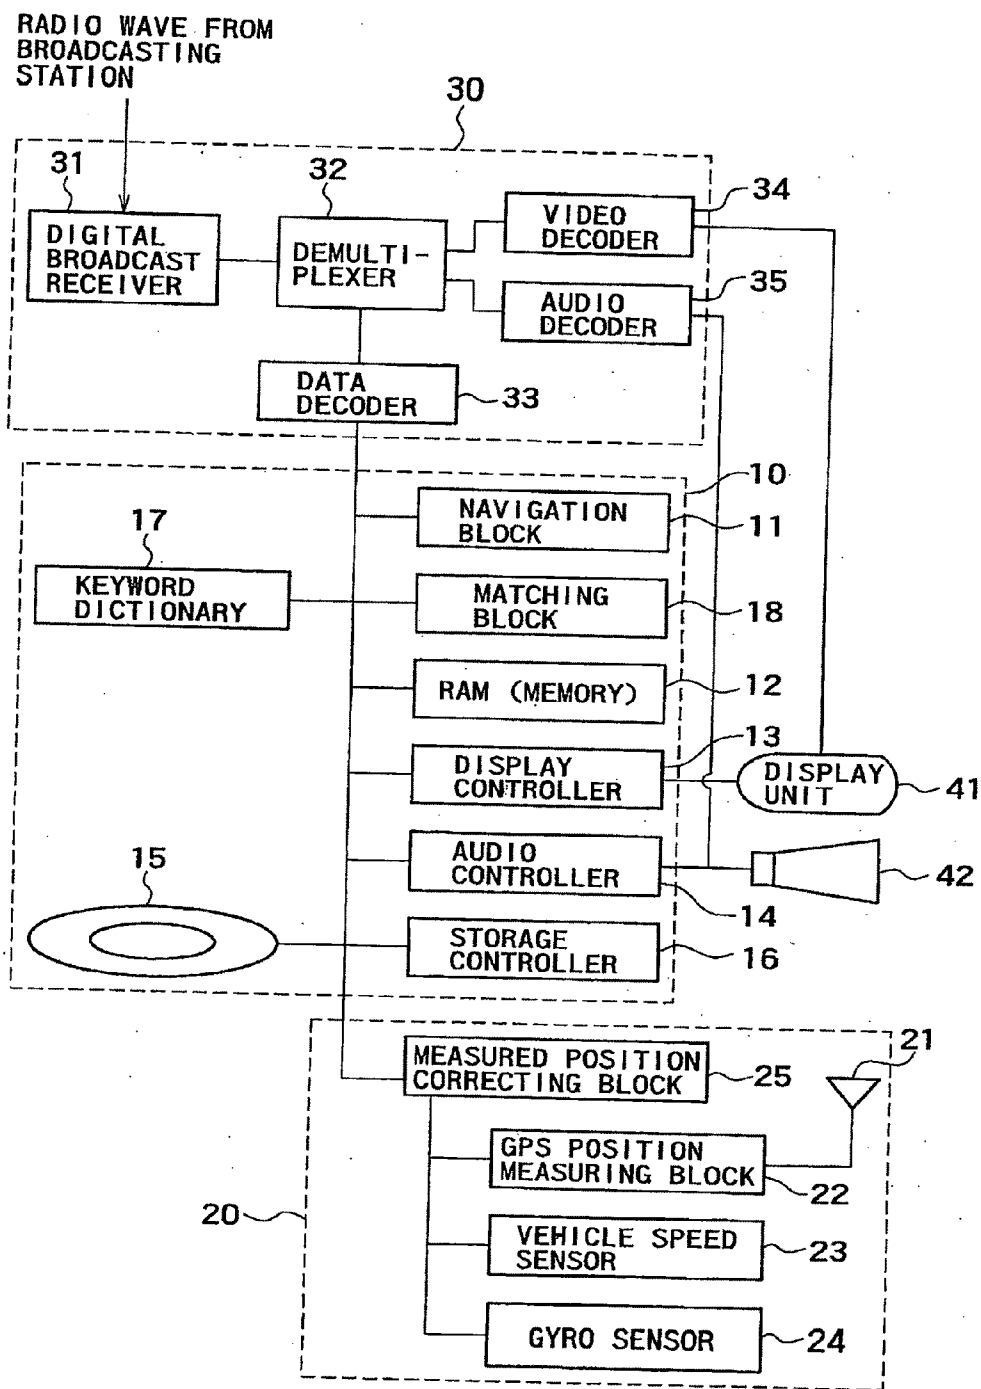 RADIO WAVE FROM
BROADCASTING
STATION
30
31
32
34
DIGITAL
BROADCAST
RECEIVER
DEMULTI-
PLEXER
VIDEO
DECODER
35
AUDIO
DECODER
DATA
DECODER
33
10
NAVIGATION
BLOCK
11
17
KEYWORD
DICTIONARY
MATCHING
BLOCK
18
RAM (MEMORY)
12
13
DISPLAY
CONTROLLER
DISPLAY
UNIT
41
15
AUDIO
CONTROLLER
42
14
STORAGE
CONTROLLER
16
21
MEASURED POSITION
CORRECTING BLOCK
25
GPS POSITION
MEASURING BLOCK
22
20
VEHICLE SPEED
SENSOR
23
GYRO SENSOR
24